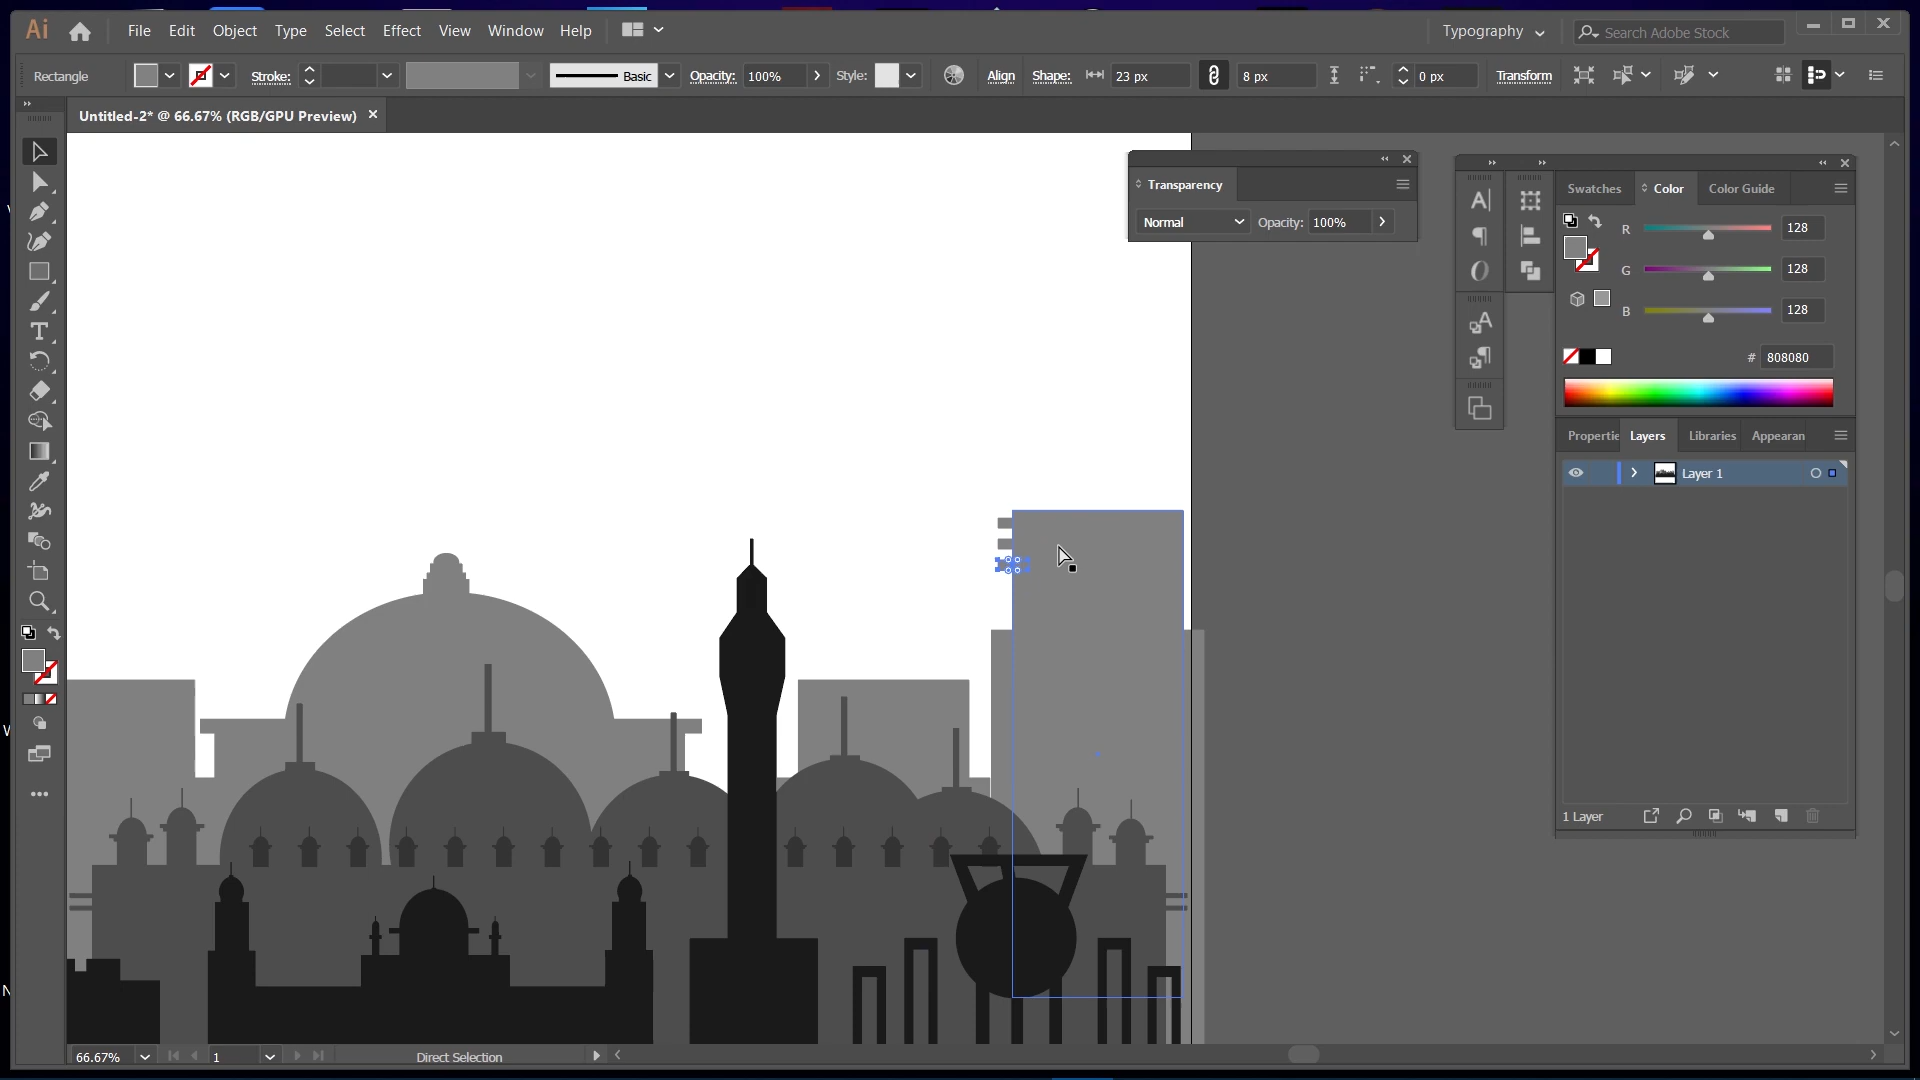 Ai
File Edit Object Type Select Effect View Window Help
Typography
Search Adobe Stock
Rectangle
Stroke:
Basic
Opacity: 100%
Style:
Align
Shape:
23 px
8 px
0 px
Transform
Untitled-2* @ 66.67% (RGB/GPU Preview)
Transparency
Normal
Opacity: 100%
Swatches Color Color Guide
R 128
G 128
B 128
# 808080
Propertie Layers Libraries Appearan
Layer 1
1 Layer
66.67%
1
Direct Selection